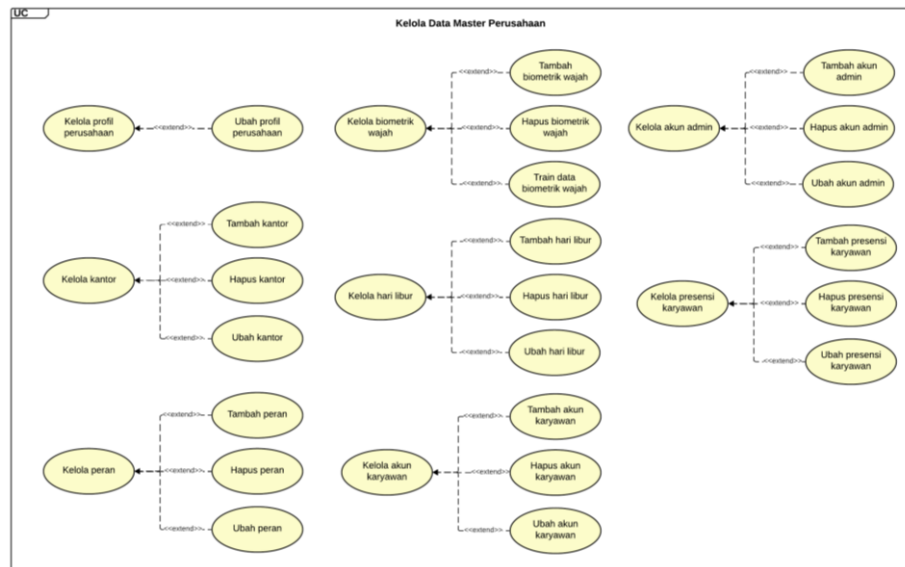 UC
Kelola Data Master Perusahaan
Kelola profil
perusahaan
<<extend>>
Ubah profil
perusahaan
Kelola biometrik
wajah
<<extend>>
Tambah
biometrik wajah
<<extend>>
Hapus biometrik
wajah
<<extend>>
Train data
biometrik wajah
Kelola akun admin
<<extend>>
Tambah akun
admin
<<extend>>
Hapus akun admin
<<extend>>
Ubah akun admin
Kelola kantor
<<extend>>
Tambah kantor
<<extend>>
Hapus kantor
<<extend>>
Ubah kantor
Kelola hari libur
<<extend>>
Tambah hari libur
<<extend>>
Hapus hari libur
<<extend>>
Ubah hari libur
Kelola presensi
karyawan
<<extend>>
Tambah presensi
karyawan
<<extend>>
Hapus presensi
karyawan
<<extend>>
Ubah presensi
karyawan
Kelola peran
<<extend>>
Tambah peran
<<extend>>
Hapus peran
<<extend>>
Ubah peran
Kelola akun
karyawan
<<extend>>
Tambah akun
karyawan
<<extend>>
Hapus akun
karyawan
<<extend>>
Ubah akun
karyawan